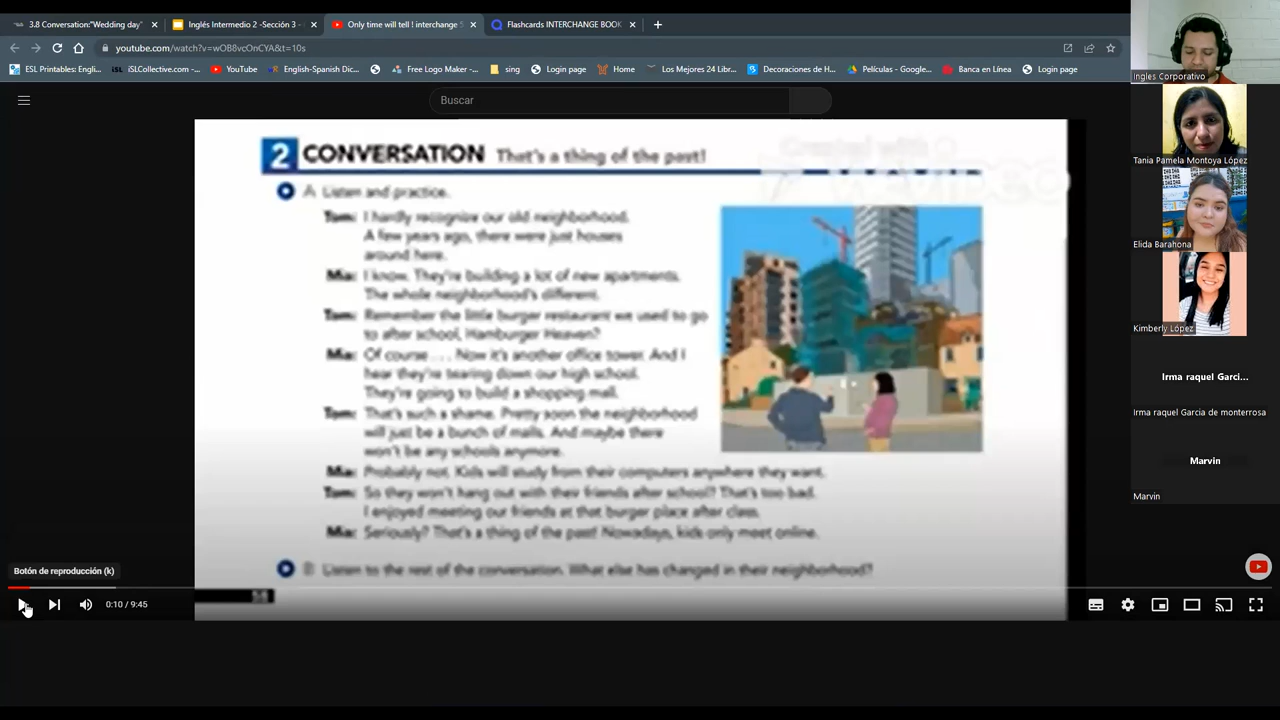 3.8 Conversation:"Wedding day"
Inglés Intermedio 2 -Sección 3 -
Only time will tell ! interchange 5
Flashcards INTERCHANGE BOOK
youtube.com/watch?v=wOB8vcOnCYA&t=10s
ESL Printables: Engli...
iSLCollective.com -...
YouTube
English-Spanish Dic...
Free Logo Maker -...
sing
Login page
Home
Los Mejores 24 Libr...
Decoraciones de H...
Películas - Google...
Banca en Línea
Login page
Buscar
2 CONVERSATION That's a thing of the past!
A Listen and practice.
Tom: I hardly recognize our old neighborhood.
A few years ago, there were just houses
around here.
Mia: I know. They're building a lot of new apartments.
The whole neighborhood's different.
Tom: Remember the little burger restaurant we used to go
to after school, Hamburger Heaven?
Mia: Of course . . . Now it's another office tower. And I
hear they're tearing down our high school.
They're going to build a shopping mall.
Tom: That's such a shame. Pretty soon the neighborhood
will just be a bunch of malls. And maybe there
won't be any schools anymore.
Mia: Probably not. Kids will study from their computers anywhere they want.
Tom: So they won't hang out with their friends after school? That's too bad.
I enjoyed meeting our friends at that burger place after class.
Mia: Seriously? That's a thing of the past! Nowadays, kids only meet online.
B Listen to the rest of the conversation. What else has changed in their neighborhood?
Created with
Botón de reproducción (k)
0:10 / 9:45
Ingles Corporativo
Tania Pamela Montoya López
Elida Barahona
Kimberly López
Irma raquel Garci...
Irma raquel Garcia de monterrosa
Marvin
Marvin